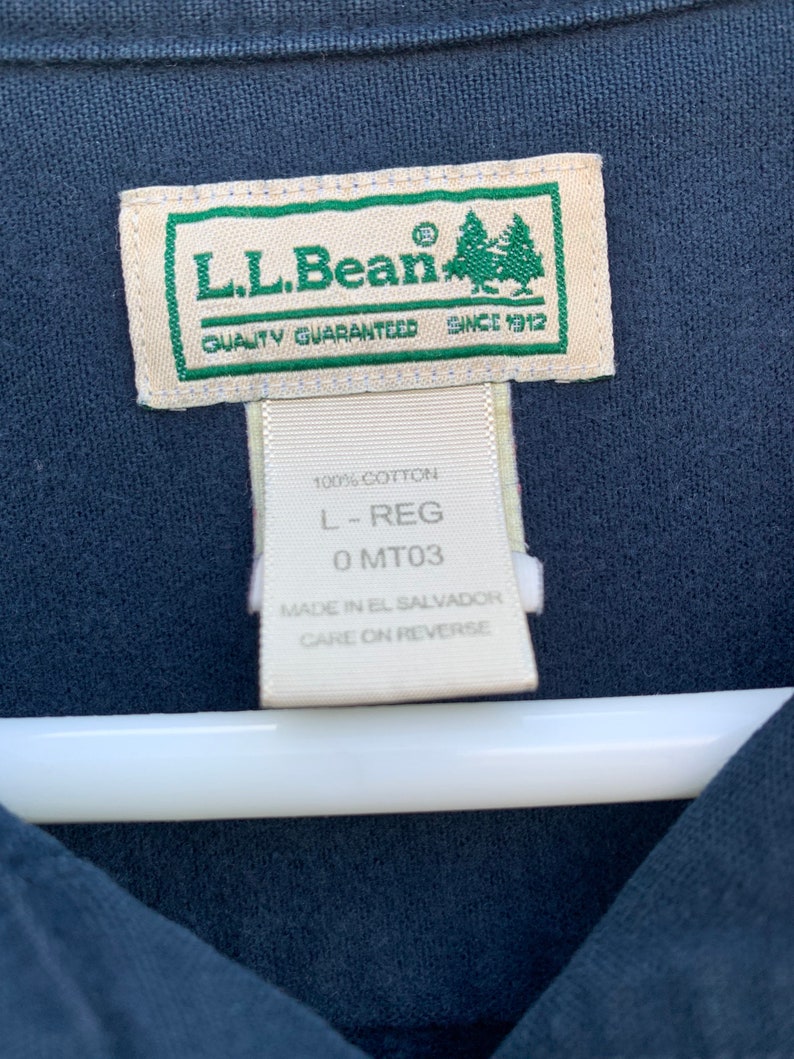 L.L.Bean®
QUALITY GUARANTEED SINCE 1912
100% COTTON
L - REG
0 MT03
MADE IN EL SALVADOR
CARE ON REVERSE